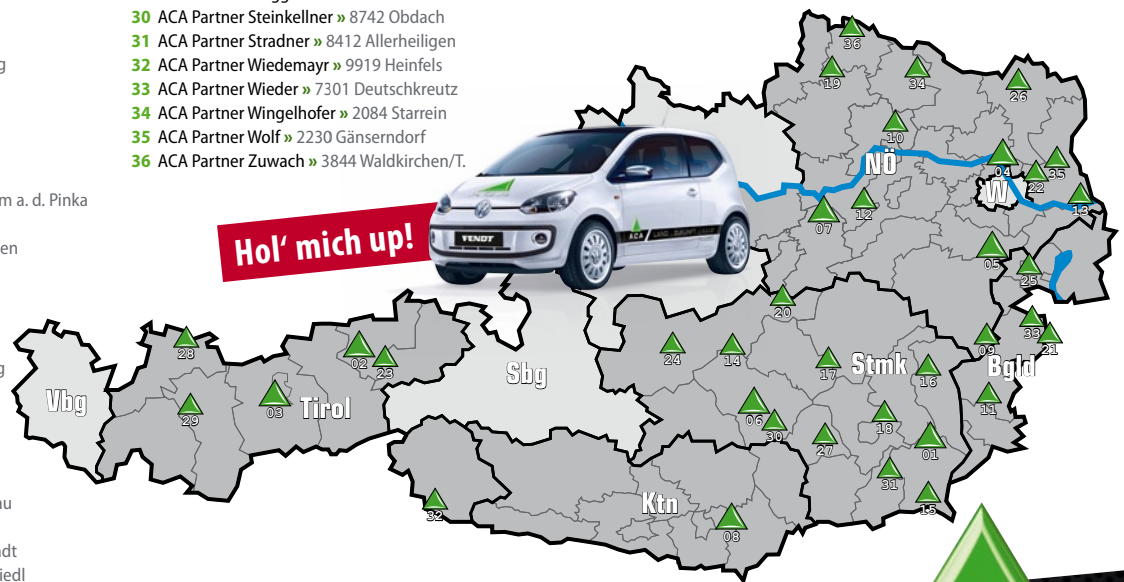 30 ACA Partner Steinkellner » 8742 Obdach
31 ACA Partner Stradner » 8412 Allerheiligen
32 ACA Partner Wiedemayr » 9919 Heinfels
33 ACA Partner Wieder » 7301 Deutschkreutz
34 ACA Partner Wingelhofer » 2084 Starrein
35 ACA Partner Wolf » 2230 Gänserndorf
36 ACA Partner Zuwach » 3844 Waldkirchen/T.
g
m a. d. Pinka
en
g
nu
adt
iedl
Hol‘ mich up!
FENDT
ACA
36
19
34
26
10
NÖ
04
35
22
W
13
12
07
05
25
20
33
21
28
02
23
24
14
17
Stmk
16
09
Bgld
Sbg
Vbg
29
03
Tirol
06
30
18
11
27
01
31
15
32
Ktn
08